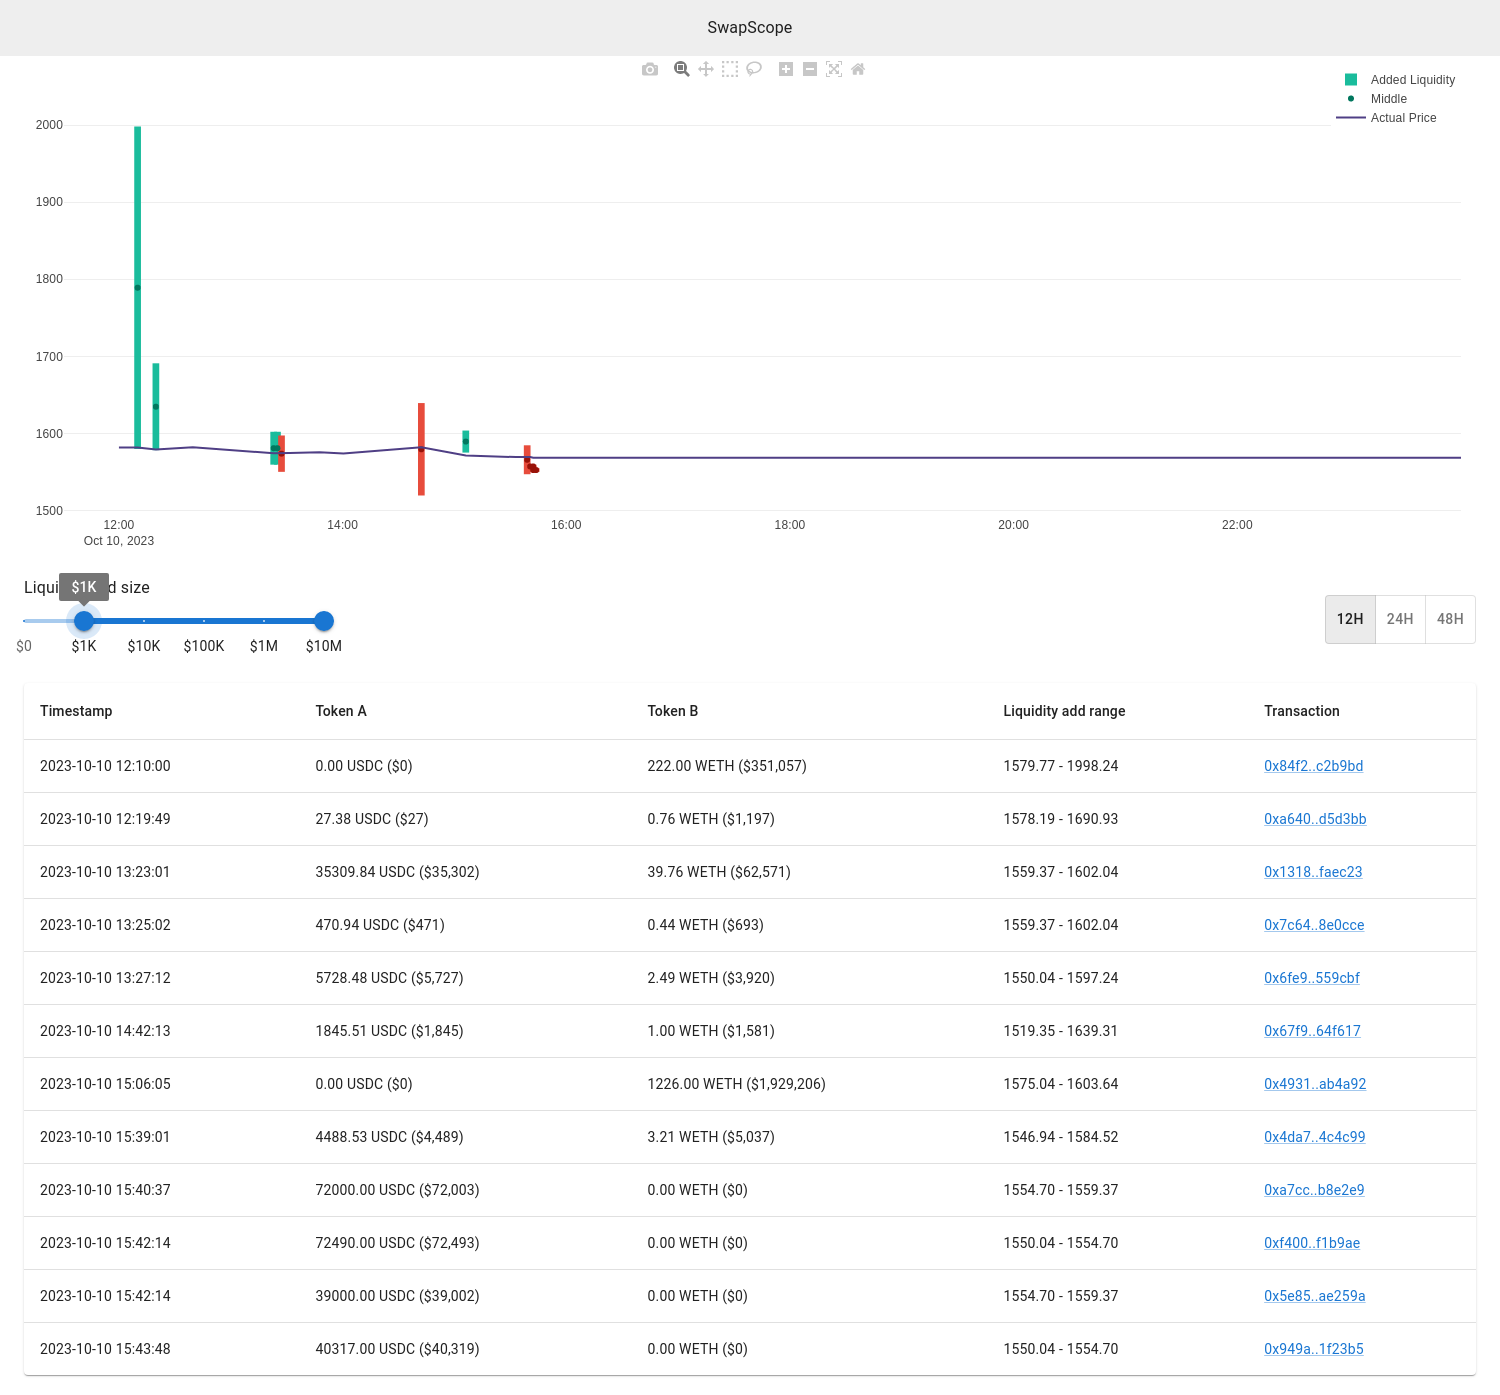 SwapScope
Added Liquidity
Middle
Actual Price
2000
1900
1800
1700
1600
1500
12:00 14:00 16:00 18:00 20:00 22:00
Oct 10, 2023
$1K
Liqui d size
$0 $1K $10K $100K $1M $10M
12H 24H 48H
Timestamp Token A Token B Liquidity add range Transaction
2023-10-10 12:10:00 0.00 USDC ($0) 222.00 WETH ($351,057) 1579.77 - 1998.24 0x84f2..c2b9bd
2023-10-10 12:19:49 27.38 USDC ($27) 0.76 WETH ($1,197) 1578.19 - 1690.93 0xa640..d5d3bb
2023-10-10 13:23:01 35309.84 USDC ($35,302) 39.76 WETH ($62,571) 1559.37 - 1602.04 0x1318..faec23
2023-10-10 13:25:02 470.94 USDC ($471) 0.44 WETH ($693) 1559.37 - 1602.04 0x7c64..8e0cce
2023-10-10 13:27:12 5728.48 USDC ($5,727) 2.49 WETH ($3,920) 1550.04 - 1597.24 0x6fe9..559cbf
2023-10-10 14:42:13 1845.51 USDC ($1,845) 1.00 WETH ($1,581) 1519.35 - 1639.31 0x67f9..64f617
2023-10-10 15:06:05 0.00 USDC ($0) 1226.00 WETH ($1,929,206) 1575.04 - 1603.64 0x4931..ab4a92
2023-10-10 15:39:01 4488.53 USDC ($4,489) 3.21 WETH ($5,037) 1546.94 - 1584.52 0x4da7..4c4c99
2023-10-10 15:40:37 72000.00 USDC ($72,003) 0.00 WETH ($0) 1554.70 - 1559.37 0xa7cc..b8e2e9
2023-10-10 15:42:14 72490.00 USDC ($72,493) 0.00 WETH ($0) 1550.04 - 1554.70 0xf400..f1b9ae
2023-10-10 15:42:14 39000.00 USDC ($39,002) 0.00 WETH ($0) 1554.70 - 1559.37 0x5e85..ae259a
2023-10-10 15:43:48 40317.00 USDC ($40,319) 0.00 WETH ($0) 1550.04 - 1554.70 0x949a..1f23b5